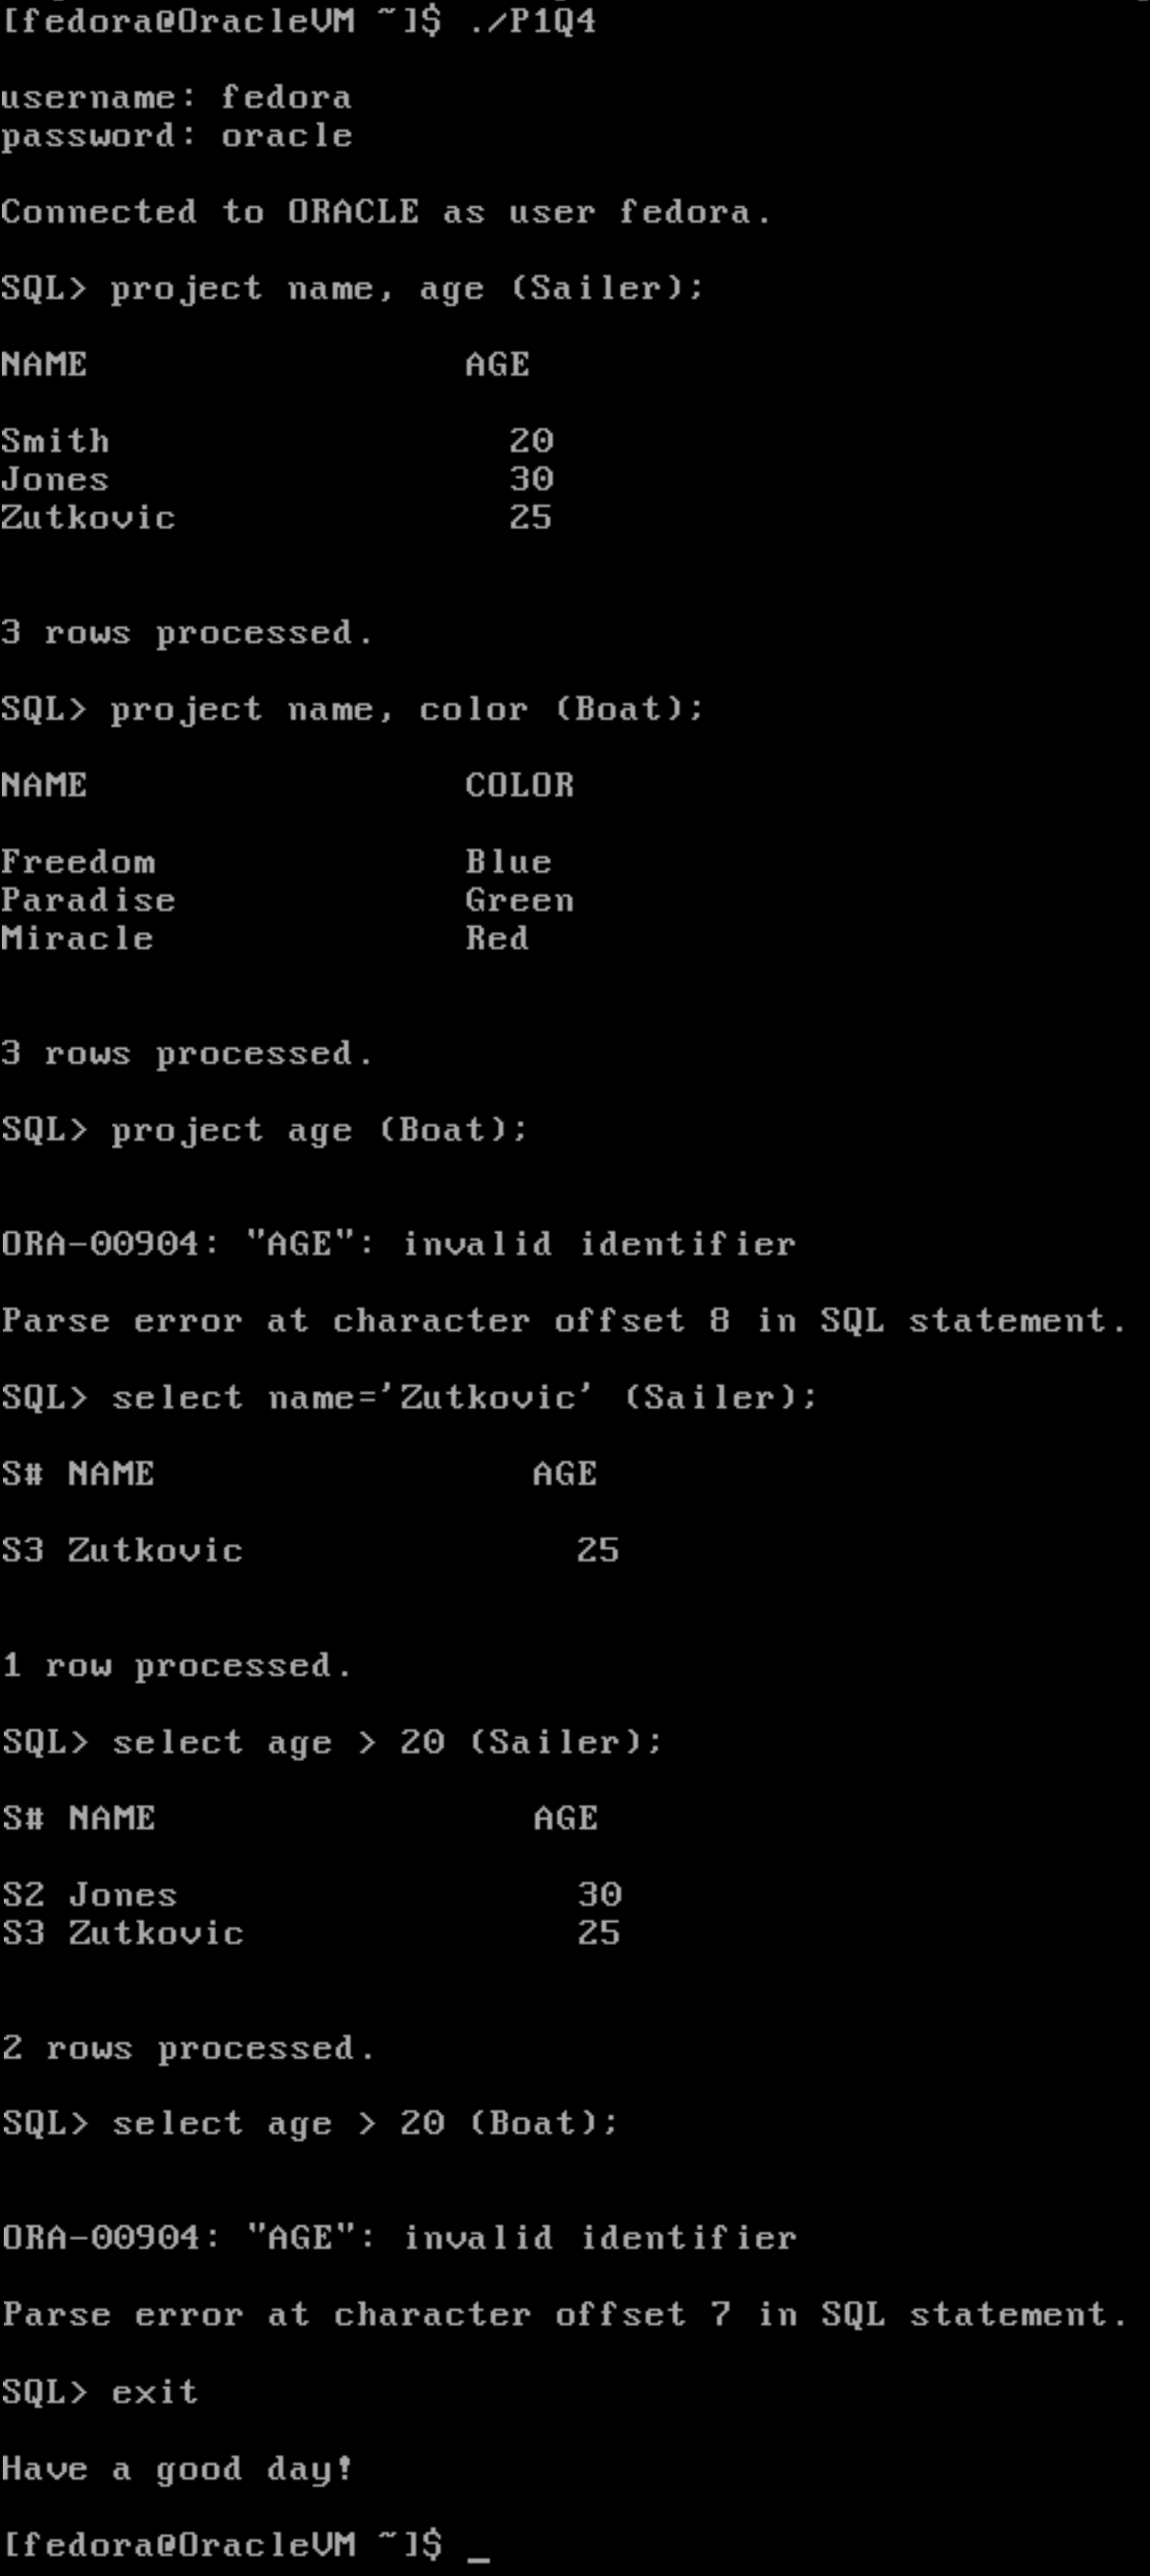 [fedora@OracleVM ~]$ ./P1Q4
username: fedora
password: oracle
Connected to ORACLE as user fedora.
SQL> project name, age (Sailer);
NAME                 AGE
Smith                  20
Jones                  30
Zutkovic               25
3 rows processed.
SQL> project name, color (Boat);
NAME                 COLOR
Freedom              Blue
Paradise             Green
Miracle              Red
3 rows processed.
SQL> project age (Boat);
ORA-00904: "AGE": invalid identifier
Parse error at character offset 8 in SQL statement.
SQL> select name='Zutkovic' (Sailer);
S# NAME                 AGE
S3 Zutkovic               25
1 row processed.
SQL> select age > 20 (Sailer);
S# NAME                 AGE
S2 Jones                  30
S3 Zutkovic               25
2 rows processed.
SQL> select age > 20 (Boat);
ORA-00904: "AGE": invalid identifier
Parse error at character offset 7 in SQL statement.
SQL> exit
Have a good day!
[fedora@OracleVM ~]$ _